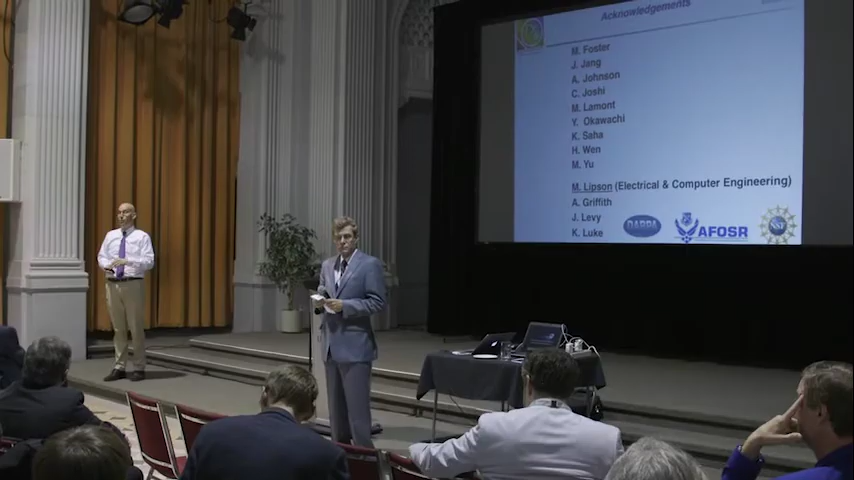 Acknowledgements
M. Foster
J. Jang
A. Johnson
C. Joshi
M. Lamont
Y. Okawachi
K. Saha
H. Wen
M. Yu
M. Lipson (Electrical & Computer Engineering)
A. Griffith
J. Levy
K. Luke
DARPA
AFOSR
NSF